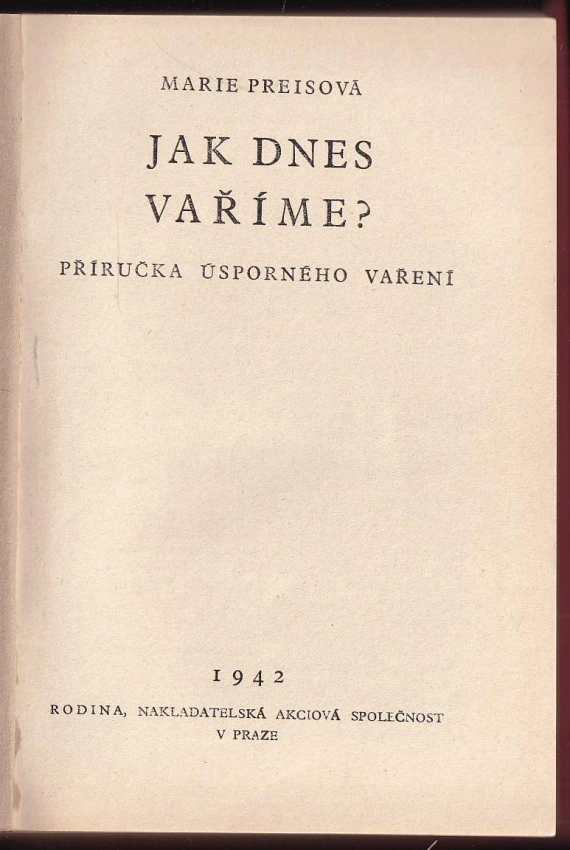 MARIE PREISOVÁ
JAK DNES
VAŘÍME?
PŘÍRUČKA ÚSPORNÉHO VAŘENÍ
1942
RODINA, NAKLADATELSKÁ AKCIOVÁ SPOLEČNOST
V PRAZE